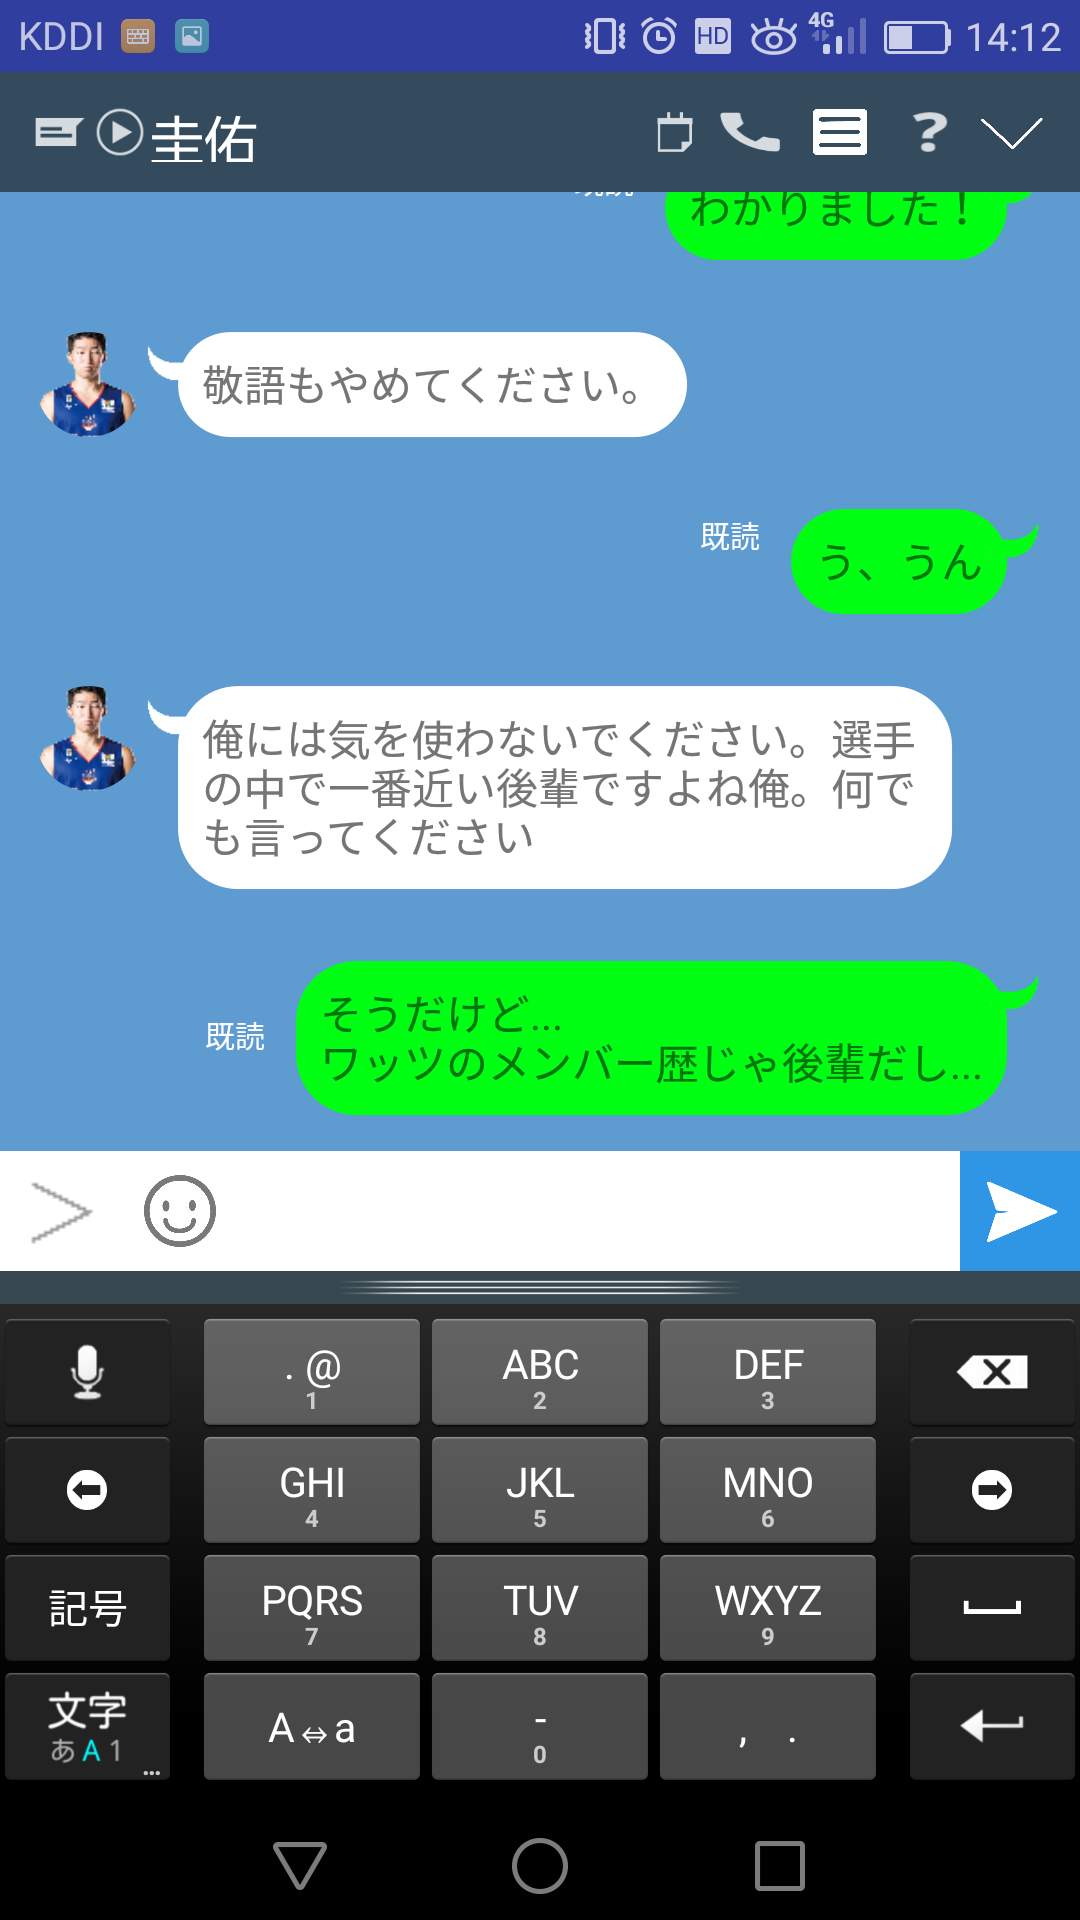 KDDI HD 4G 14:12
圭佑 ?
わかりました！
敬語もやめてください。
既読
う、うん
俺には気を使わないでください。選手
の中で一番近い後輩ですよね俺。何で
も言ってください
既読
そうだけど...
ワッツのメンバー歴じゃ後輩だし...
. @ ABC DEF
1 2 3
GHI JKL MNO
4 5 6
記号 PQRS TUV WXYZ
7 8 9
文字 A⇔a - , .
あ A 1 ... 0